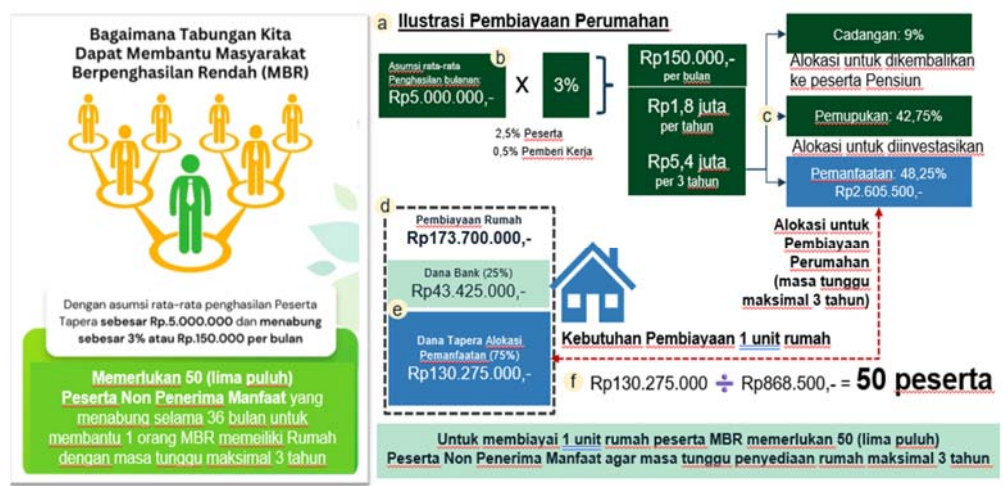 Bagaimana Tabungan Kita
Dapat Membantu Masyarakat
Berpenghasilan Rendah (MBR)
Dengan asumsi rata-rata penghasilan Peserta
Tapera sebesar Rp.5.000.000 dan menabung
sebesar 3% atau Rp.150.000 per bulan
Memerlukan 50 (lima puluh)
Peserta Non Penerima Manfaat yang
menabung selama 36 bulan untuk
membantu 1 orang MBR memeiliki Rumah
dengan masa tunggu maksimal 3 tahun
a Ilustrasi Pembiayaan Perumahan
b
Asumsi rata-rata
Penghasilan bulanan:
Rp5.000.000,-
X
3%
2,5% Peserta
0,5% Pemberi Kerja
Rp150.000,-
per bulan
Rp1,8 juta
per tahun
Rp5,4 juta
per 3 tahun
c
Cadangan: 9%
Alokasi untuk dikembalikan
ke peserta Pensiun
Pemupukan: 42,75%
Alokasi untuk diinvestasikan
Pemanfaatan: 48,25%
Rp2.605.500,-
Alokasi untuk
Pembiayaan
Perumahan
(masa tunggu
maksimal 3 tahun)
d
Pembiayaan Rumah
Rp173.700.000,-
Dana Bank (25%)
Rp43.425.000,-
e
Dana Tapera Alokasi
Pemanfaatan (75%)
Rp130.275.000,-
Kebutuhan Pembiayaan 1 unit rumah
f Rp130.275.000 ÷ Rp868.500,- = 50 peserta
Untuk membiayai 1 unit rumah peserta MBR memerlukan 50 (lima puluh)
Peserta Non Penerima Manfaat agar masa tunggu penyediaan rumah maksimal 3 tahun